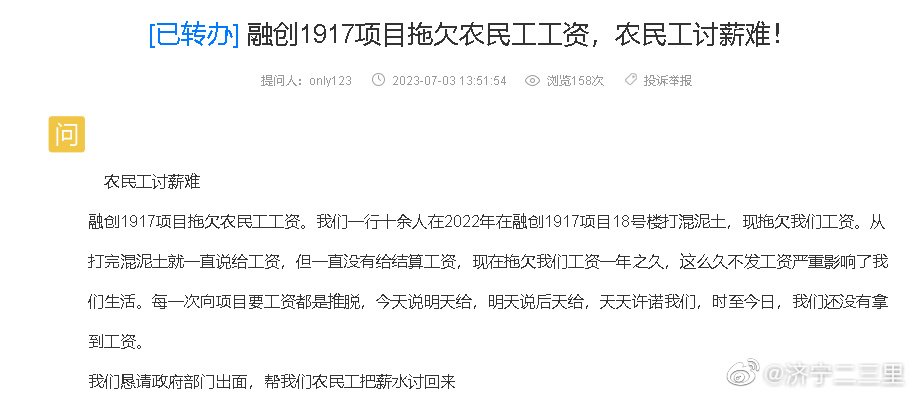 [已转办] 融创1917项目拖欠农民工工资，农民工讨薪难！
提问人：only123 2023-07-03 13:51:54 浏览158次 投诉举报
问
农民工讨薪难
融创1917项目拖欠农民工工资。我们一行十余人在2022年在融创1917项目18号楼打混泥土，现拖欠我们工资。从
打完混泥土就一直说给工资，但一直没有给结算工资，现在拖欠我们工资一年之久，这么久不发工资严重影响了我
们生活。每一次向项目要工资都是推脱，今天说明天给，明天说后天给，天天许诺我们，时至今日，我们还没有拿
到工资。
我们恳请政府部门出面，帮我们农民工把薪水讨回来
@济宁二三里